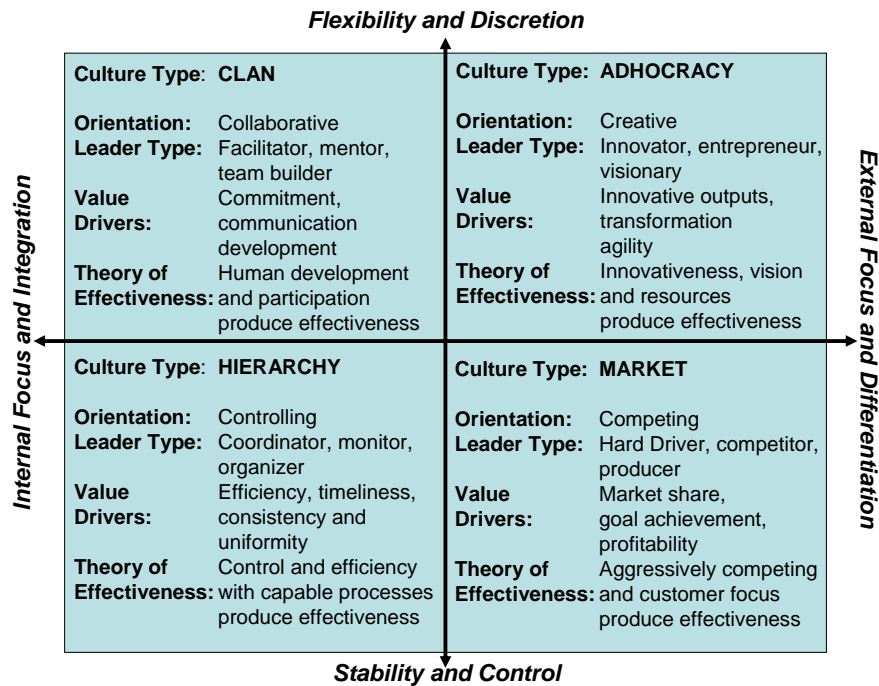 Flexibility and Discretion
Culture Type: CLAN
Orientation: Collaborative
Leader Type: Facilitator, mentor,
team builder
Value Commitment,
Drivers: communication
development
Theory of Human development
Effectiveness: and participation
produce effectiveness
Culture Type: ADHOCRACY
Orientation: Creative
Leader Type: Innovator, entrepreneur,
visionary
Value Innovative outputs,
Drivers: transformation
agility
Theory of Innovativeness, vision
Effectiveness: and resources
produce effectiveness
Internal Focus and Integration
External Focus and Differentiation
Culture Type: HIERARCHY
Orientation: Controlling
Leader Type: Coordinator, monitor,
organizer
Value Efficiency, timeliness,
Drivers: consistency and
uniformity
Theory of Control and efficiency
Effectiveness: with capable processes
produce effectiveness
Culture Type: MARKET
Orientation: Competing
Leader Type: Hard Driver, competitor,
producer
Value Market share,
Drivers: goal achievement,
profitability
Theory of Aggressively competing
Effectiveness: and customer focus
produce effectiveness
Stability and Control